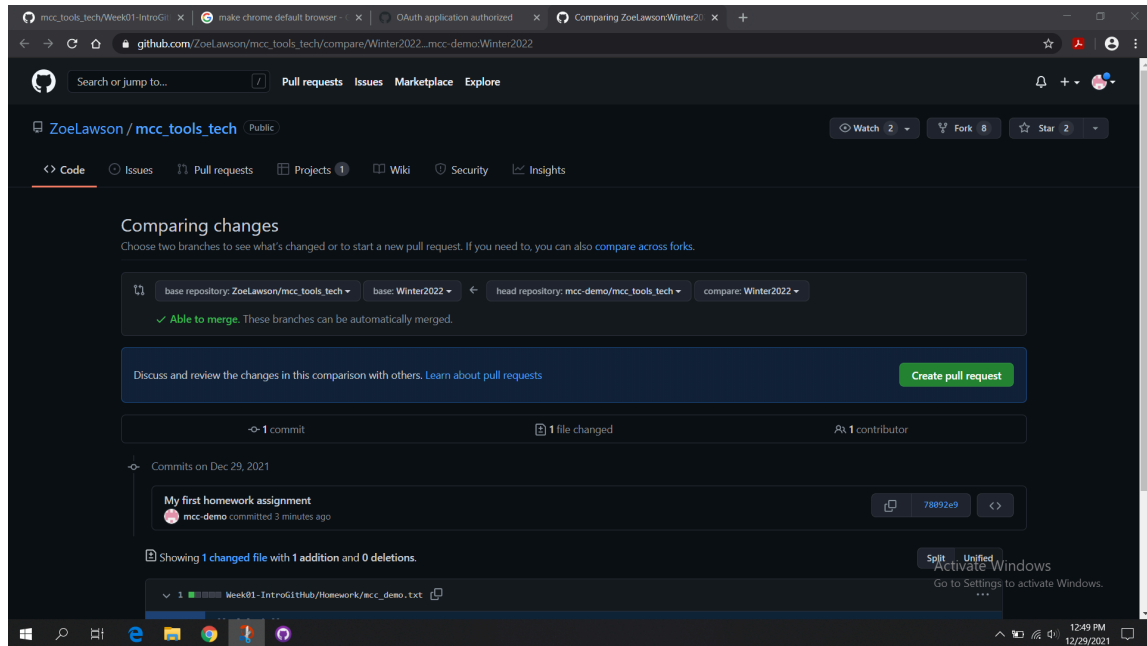 mcc_tools_tech/Week01-IntroGit
make chrome default browser - G
OAuth application authorized
Comparing ZoeLawson:Winter20
github.com/ZoeLawson/mcc_tools_tech/compare/Winter2022...mcc-demo:Winter2022
Search or jump to... / Pull requests Issues Marketplace Explore
ZoeLawson / mcc_tools_tech Public
Watch 2 Fork 8 Star 2
Code Issues Pull requests Projects 1 Wiki Security Insights
Comparing changes
Choose two branches to see what's changed or to start a new pull request. If you need to, you can also compare across forks.
base repository: ZoeLawson/mcc_tools_tech base: Winter2022 head repository: mcc-demo/mcc_tools_tech compare: Winter2022
Able to merge. These branches can be automatically merged.
Discuss and review the changes in this comparison with others. Learn about pull requests
Create pull request
1 commit 1 file changed 1 contributor
Commits on Dec 29, 2021
My first homework assignment
mcc-demo committed 3 minutes ago
78092e9
Showing 1 changed file with 1 addition and 0 deletions.
Split Unified
Activate Windows
Go to Settings to activate Windows.
1 Week01-IntroGitHub/Homework/mcc_demo.txt
12:49 PM
12/29/2021